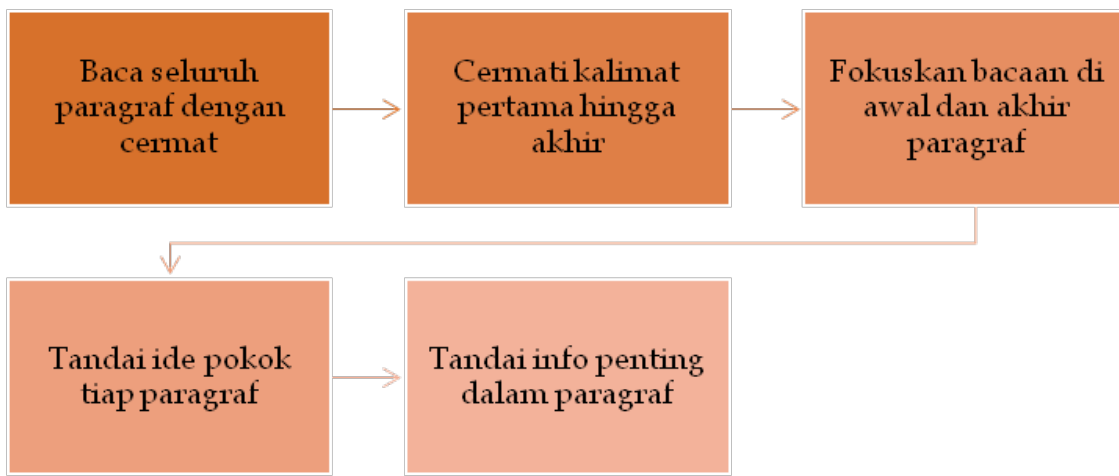 Baca seluruh
paragraf dengan
cermat
Cermati kalimat
pertama hingga
akhir
Fokuskan bacaan di
awal dan akhir
paragraf
Tandai ide pokok
tiap paragraf
Tandai info penting
dalam paragraf